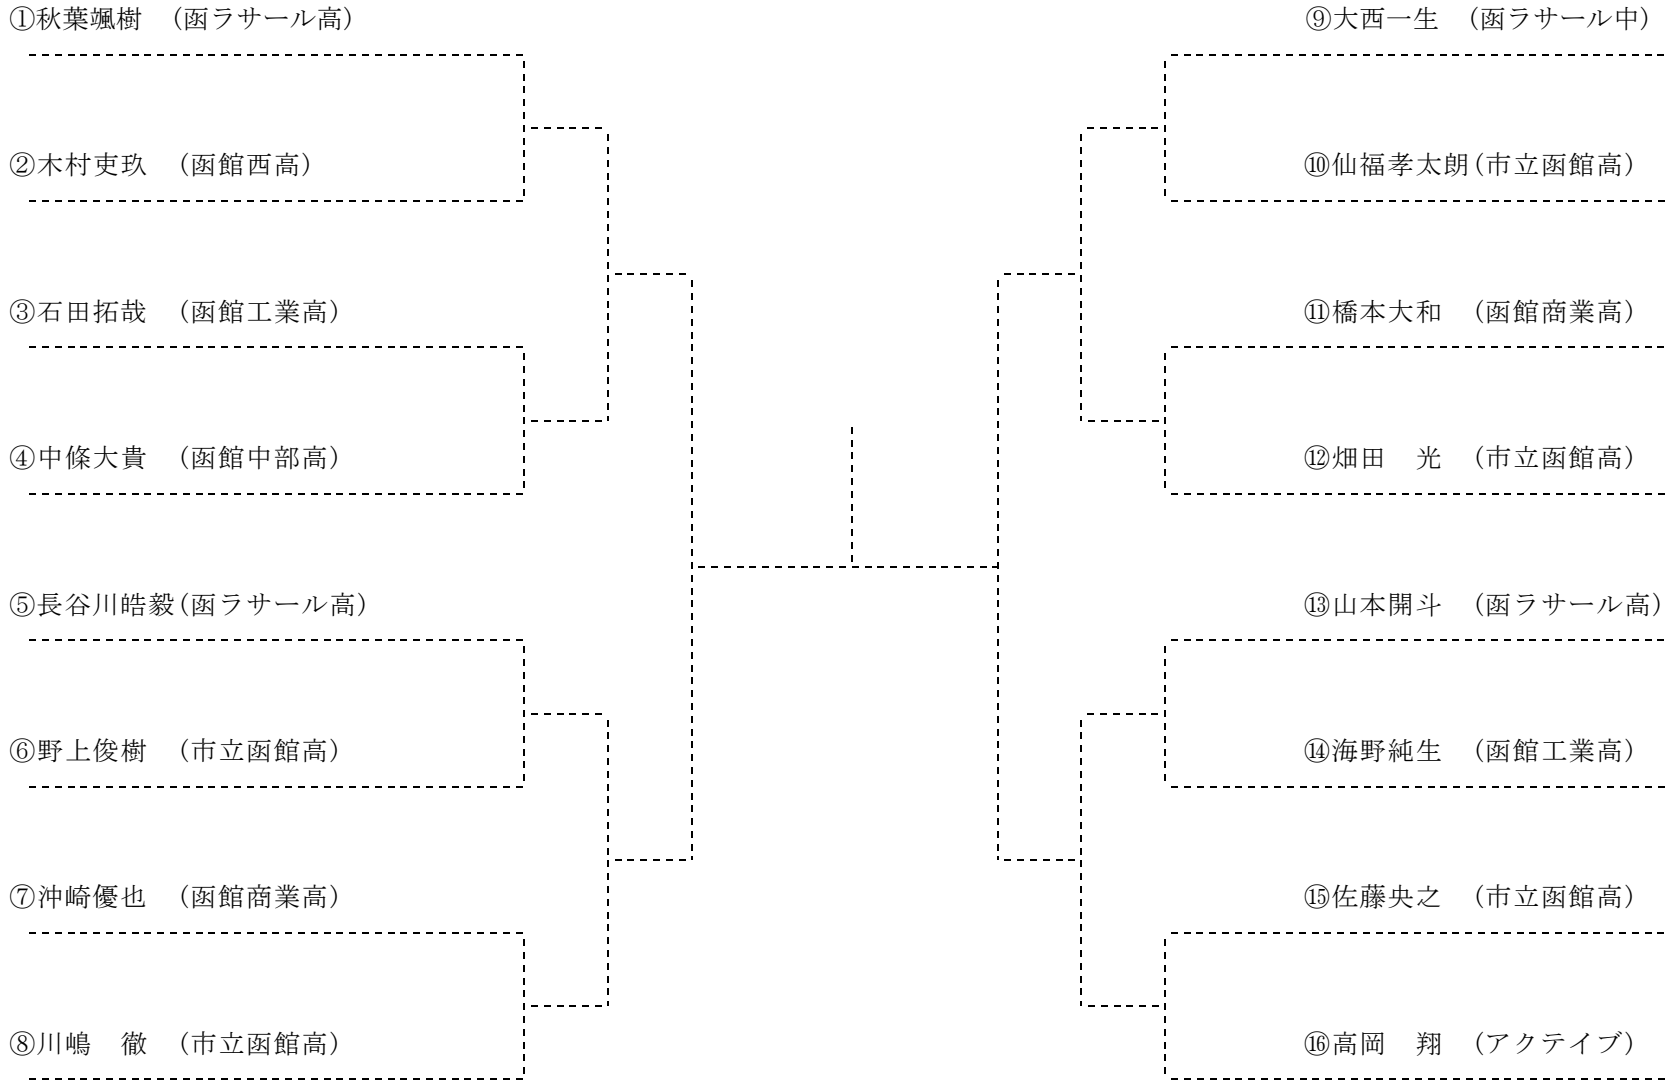 ①秋葉颯樹　（函ラサール高）
②木村吏玖　（函館西高）
③石田拓哉　（函館工業高）
④中條大貴　（函館中部高）
⑤長谷川皓毅（函ラサール高）
⑥野上俊樹　（市立函館高）
⑦沖崎優也　（函館商業高）
⑧川嶋　徹　（市立函館高）
⑨大西一生　（函ラサール中）
⑩仙福孝太朗（市立函館高）
⑪橋本大和　（函館商業高）
⑫畑田　光　（市立函館高）
⑬山本開斗　（函ラサール高）
⑭海野純生　（函館工業高）
⑮佐藤央之　（市立函館高）
⑯高岡　翔　（アクテイブ）